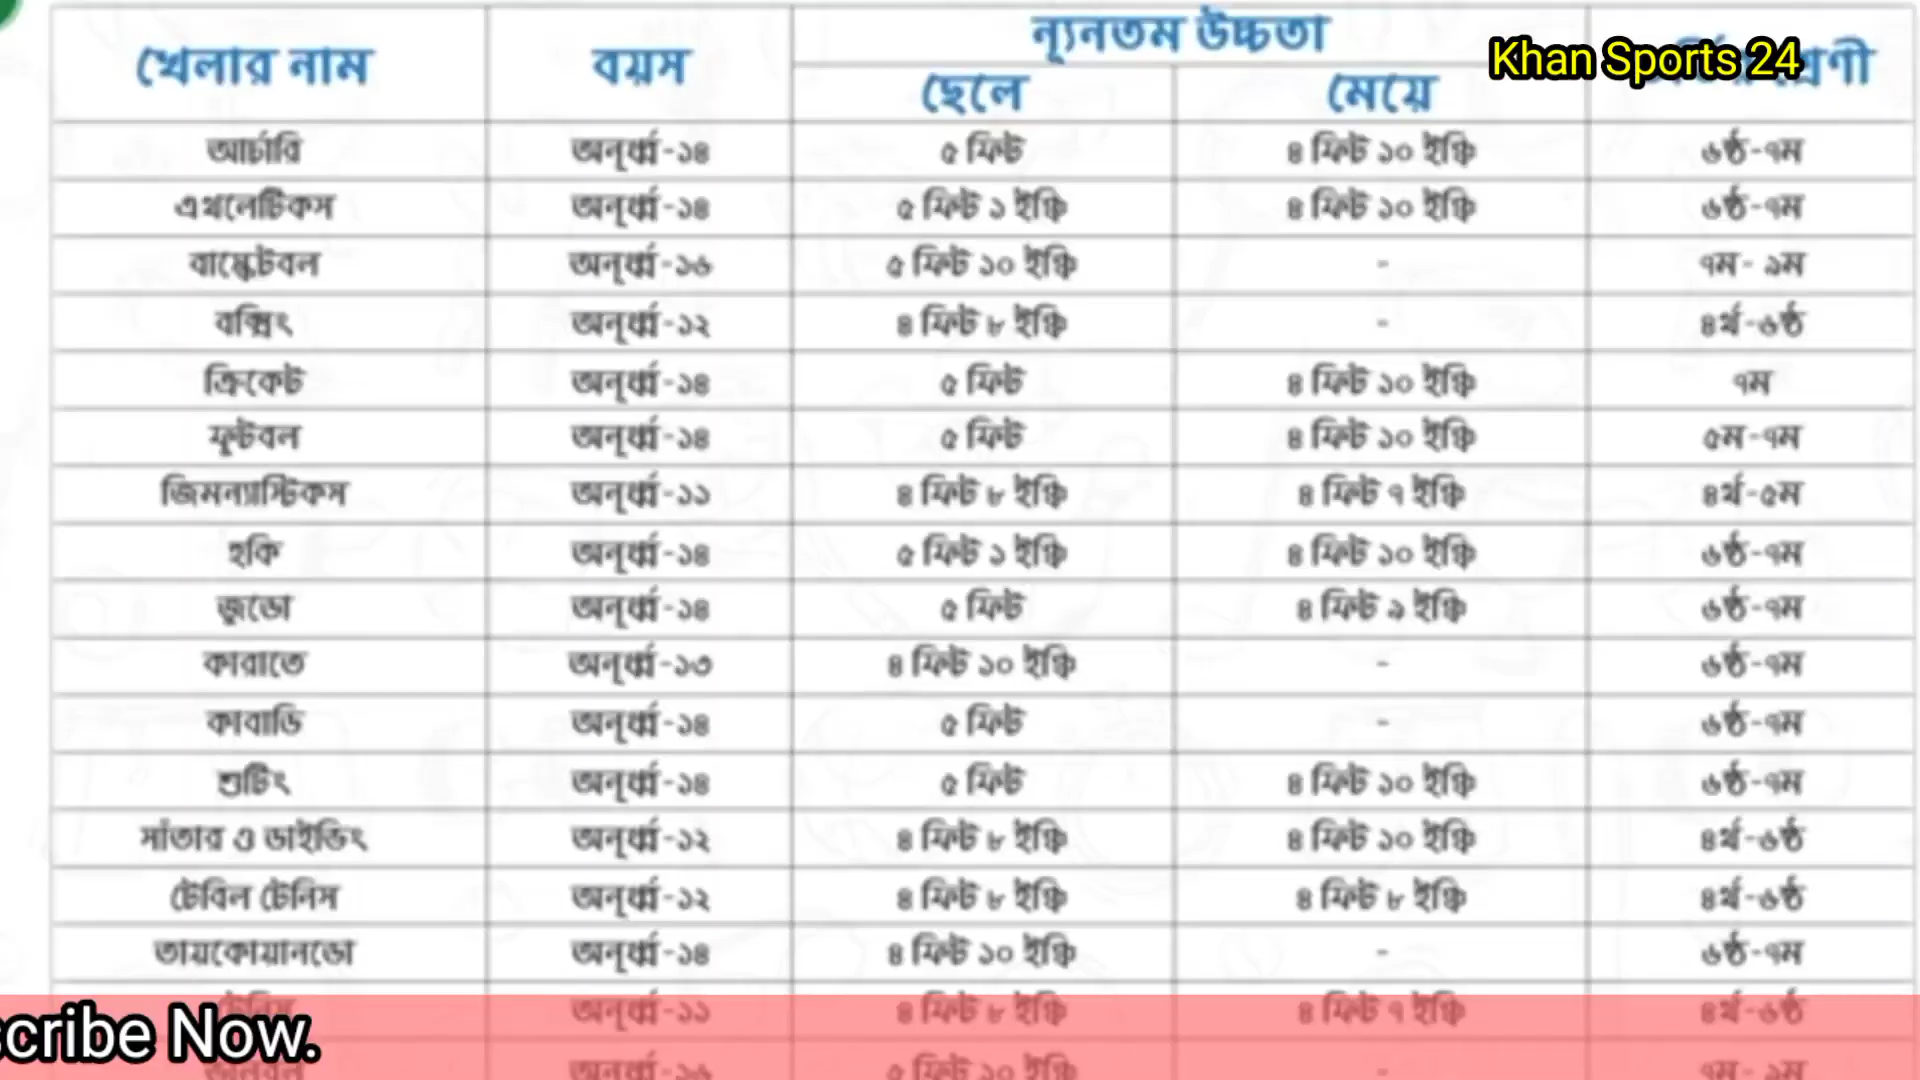 খেলার নাম বয়স ন্যূনতম উচ্চতা শ্রেণী
ছেলে মেয়ে
Khan Sports 24
আর্চারি অনূর্ধ্ব-১৪ ৫ ফিট ৪ ফিট ১০ ইঞ্চি ৬ষ্ঠ-৭ম
এথলেটিকস অনূর্ধ্ব-১৪ ৫ ফিট ১ ইঞ্চি ৪ ফিট ১০ ইঞ্চি ৬ষ্ঠ-৭ম
বাস্কেটবল অনূর্ধ্ব-১৬ ৫ ফিট ১০ ইঞ্চি - ৭ম- ৯ম
বক্সিং অনূর্ধ্ব-১২ ৪ ফিট ৮ ইঞ্চি - ৪র্থ-৬ষ্ঠ
ক্রিকেট অনূর্ধ্ব-১৪ ৫ ফিট ৪ ফিট ১০ ইঞ্চি ৭ম
ফুটবল অনূর্ধ্ব-১৪ ৫ ফিট ৪ ফিট ১০ ইঞ্চি ৫ম-৭ম
জিমন্যাস্টিকস অনূর্ধ্ব-১১ ৪ ফিট ৮ ইঞ্চি ৪ ফিট ৭ ইঞ্চি ৪র্থ-৫ম
হকি অনূর্ধ্ব-১৪ ৫ ফিট ১ ইঞ্চি ৪ ফিট ১০ ইঞ্চি ৬ষ্ঠ-৭ম
জুডো অনূর্ধ্ব-১৪ ৫ ফিট ৪ ফিট ৯ ইঞ্চি ৬ষ্ঠ-৭ম
কারাতে অনূর্ধ্ব-১৩ ৪ ফিট ১০ ইঞ্চি - ৬ষ্ঠ-৭ম
কাবাডি অনূর্ধ্ব-১৪ ৫ ফিট - ৬ষ্ঠ-৭ম
শুটিং অনূর্ধ্ব-১৪ ৫ ফিট ৪ ফিট ১০ ইঞ্চি ৬ষ্ঠ-৭ম
সাঁতার ও ডাইভিং অনূর্ধ্ব-১২ ৪ ফিট ৮ ইঞ্চি ৪ ফিট ১০ ইঞ্চি ৪র্থ-৬ষ্ঠ
টেবিল টেনিস অনূর্ধ্ব-১২ ৪ ফিট ৮ ইঞ্চি ৪ ফিট ৮ ইঞ্চি ৪র্থ-৬ষ্ঠ
তায়কোয়ানডো অনূর্ধ্ব-১৪ ৪ ফিট ১০ ইঞ্চি - ৬ষ্ঠ-৭ম
টেনিস অনূর্ধ্ব-১১ ৪ ফিট ৮ ইঞ্চি ৪ ফিট ৭ ইঞ্চি ৪র্থ-৬ষ্ঠ
cribe Now.
অনূর্ধ্ব-১৬ ৫ ফিট ১০ ইঞ্চি - ৭ম- ৯ম